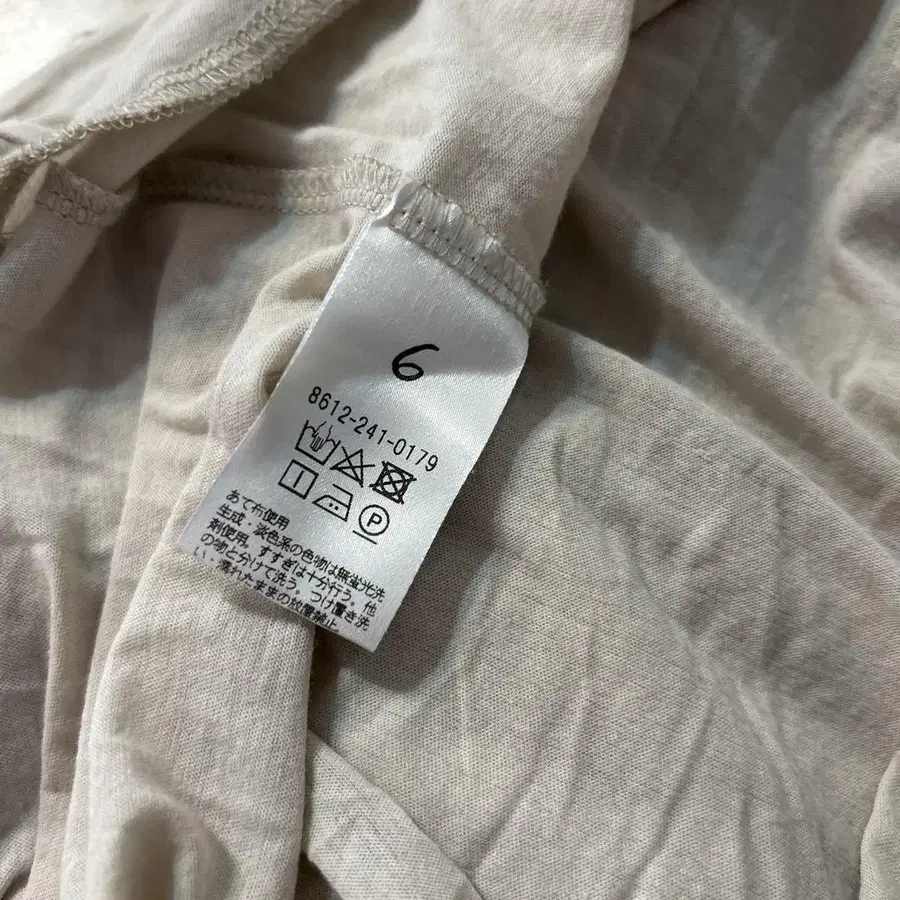 6
8612-241-0179
P
あて布使用
生成・淡色系の色物は無蛍光洗
剤使用。すすぎは十分行う。他
の物と分けて洗う。つけ置き洗
い・濡れたままの放置禁止。